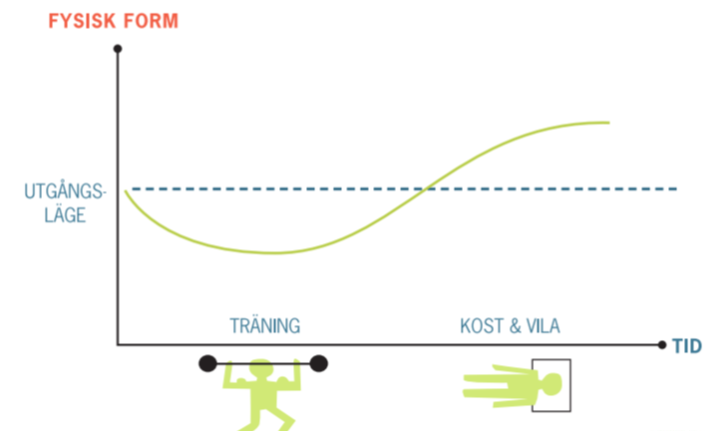 FYSISK FORM
UTGÅNGS-
LÄGE
TRÄNING
KOST & VILA
TID